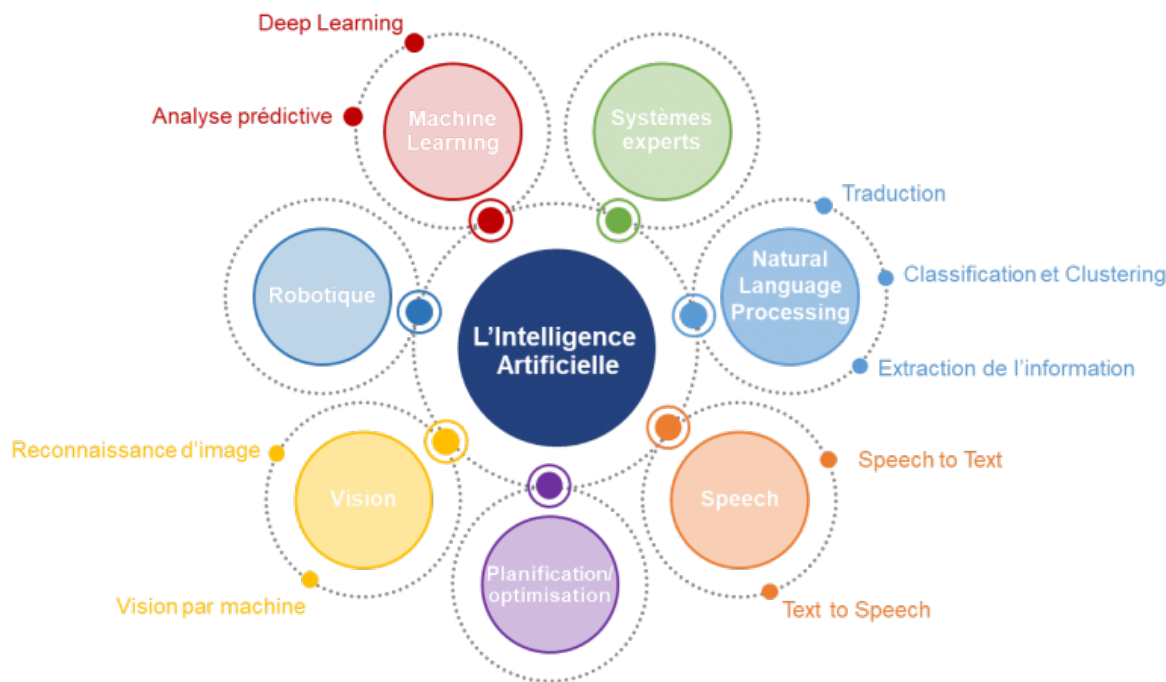 Deep Learning
Analyse prédictive
Machine
Learning
Systèmes
experts
Traduction
Classification et Clustering
Extraction de l'information
Natural
Language
Processing
Robotique
L'Intelligence
Artificielle
Reconnaissance d'image
Vision
Vision par machine
Planification/
optimisation
Speech
Speech to Text
Text to Speech